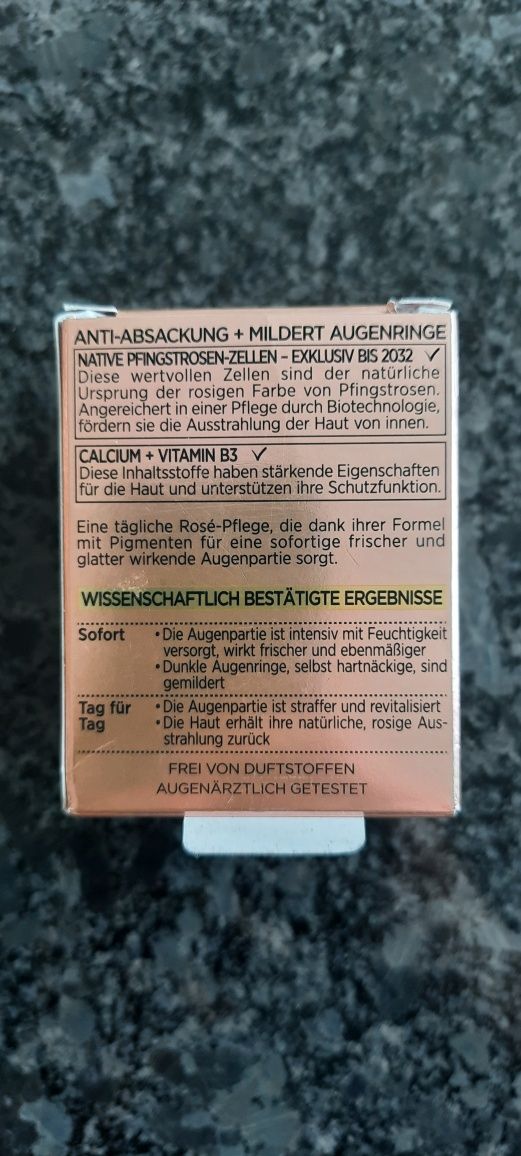 ANTI-ABSACKUNG + MILDERT AUGENRINGE
NATIVE PFINGSTROSEN-ZELLEN – EXKLUSIV BIS 2032 ✓
Diese wertvollen Zellen sind der natürliche
Ursprung der rosigen Farbe von Pfingstrosen.
Angereichert in einer Pflege durch Biotechnologie,
fördern sie die Ausstrahlung der Haut von innen.
CALCIUM + VITAMIN B3 ✓
Diese Inhaltsstoffe haben stärkende Eigenschaften
für die Haut und unterstützen ihre Schutzfunktion.
Eine tägliche Rosé-Pflege, die dank ihrer Formel
mit Pigmenten für eine sofortige frischer und
glatter wirkende Augenpartie sorgt.
WISSENSCHAFTLICH BESTÄTIGTE ERGEBNISSE
Sofort • Die Augenpartie ist intensiv mit Feuchtigkeit
versorgt, wirkt frischer und ebenmäßiger
• Dunkle Augenringe, selbst hartnäckige, sind
gemildert
Tag für • Die Augenpartie ist straffer und revitalisiert
Tag • Die Haut erhält ihre natürliche, rosige Aus-
strahlung zurück
FREI VON DUFTSTOFFEN
AUGENÄRZTLICH GETESTET